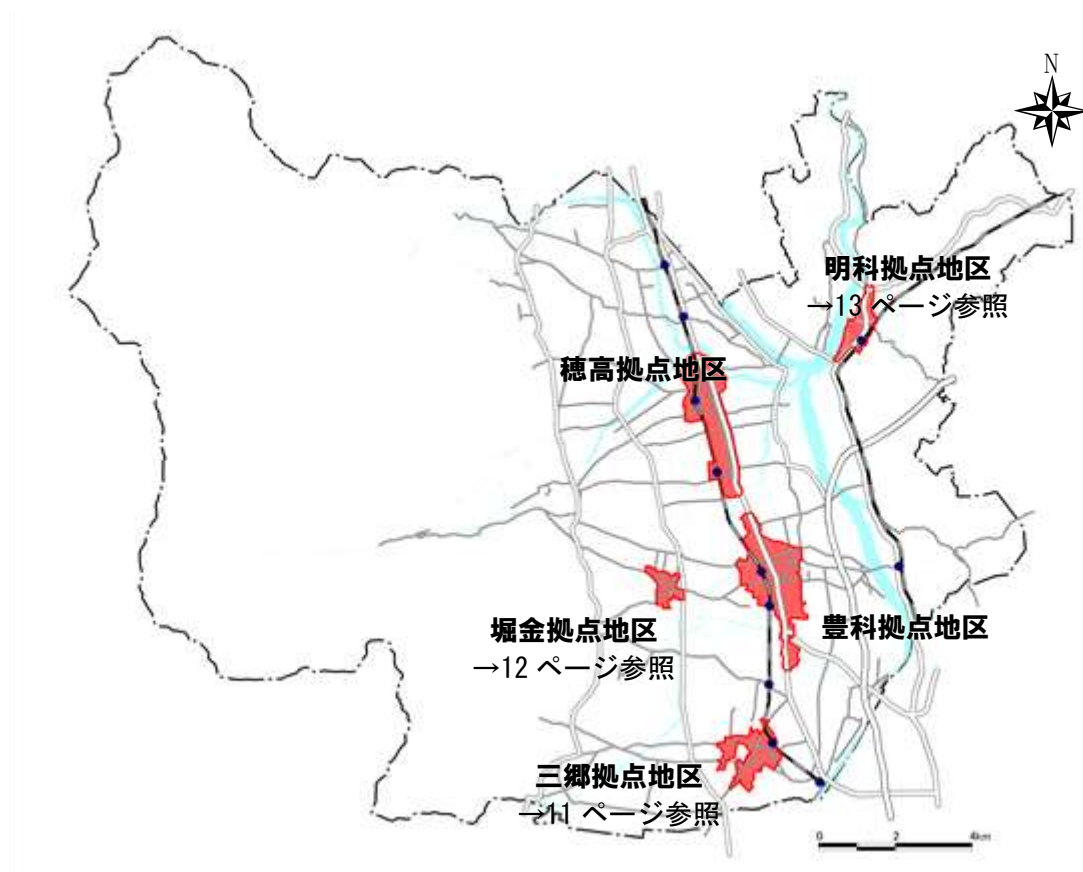 N
明科拠点地区
→13 ページ参照
穂高拠点地区
豊科拠点地区
堀金拠点地区
→12 ページ参照
三郷拠点地区
→11 ページ参照
0 2 4km